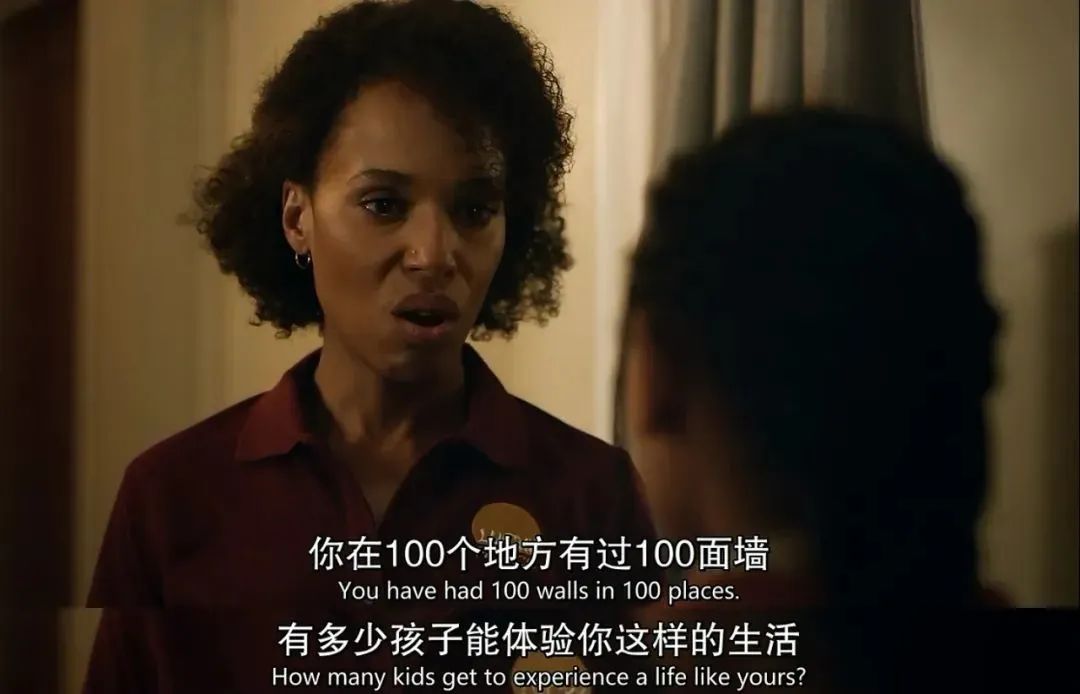 你在100个地方有过100面墙
You have had 100 walls in 100 places.
有多少孩子能体验你这样的生活
How many kids get to experience a life like yours?